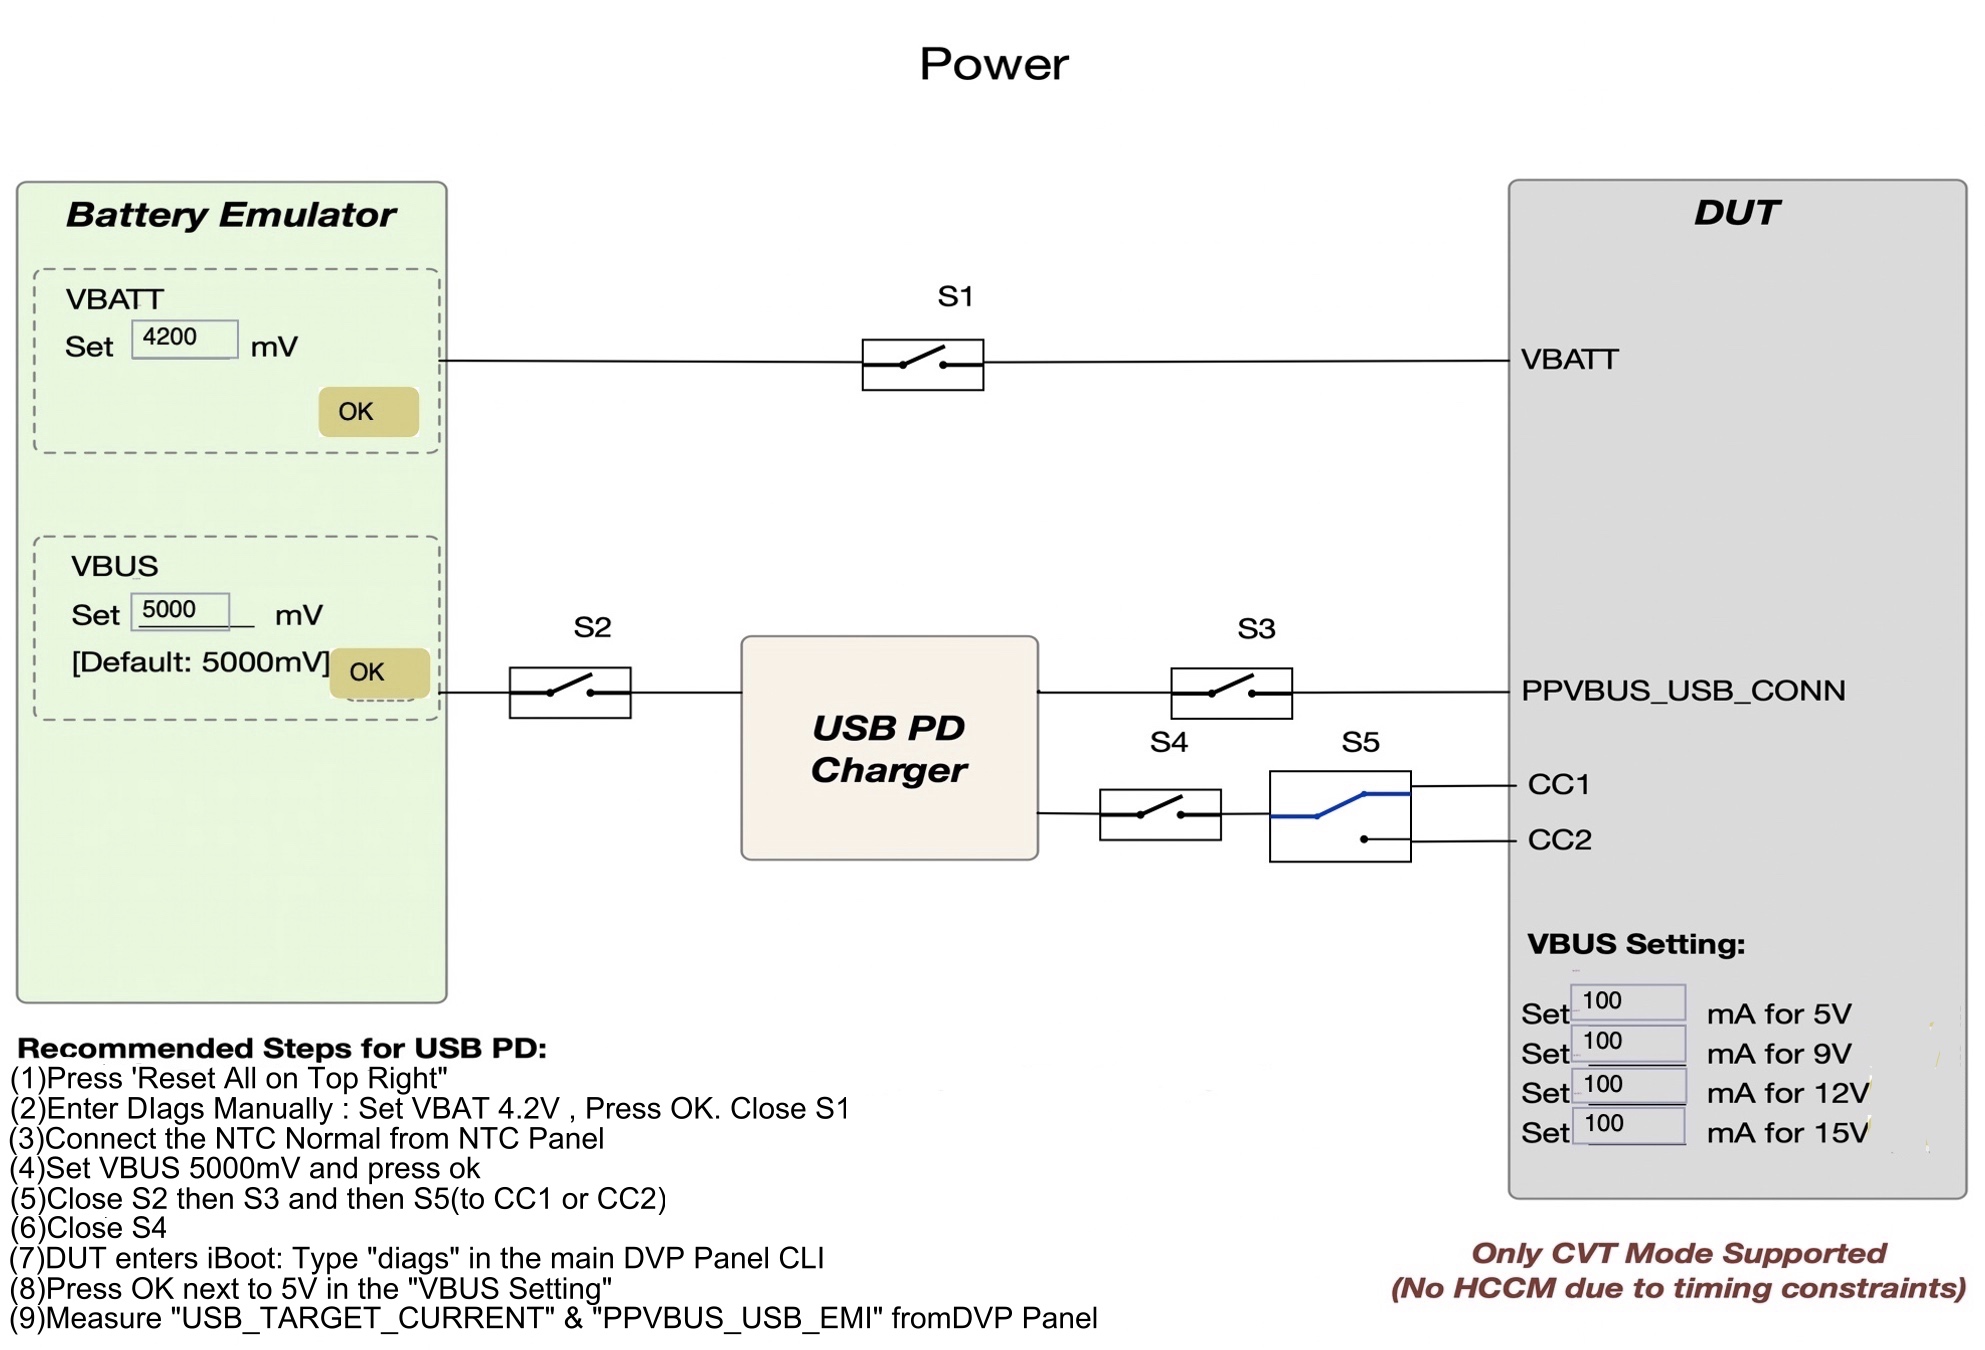 Power
Battery Emulator
VBATT
Set 4200 mV
OK
VBUS
Set 5000 mV
[Default: 5000mV] OK
S1
S2
USB PD
Charger
S3
S4
S5
DUT
VBATT
PPVBUS_USB_CONN
CC1
CC2
VBUS Setting:
Set 100 mA for 5V
Set 100 mA for 9V
Set 100 mA for 12V
Set 100 mA for 15V
Recommended Steps for USB PD:
(1)Press 'Reset All on Top Right"
(2)Enter DIags Manually : Set VBAT 4.2V , Press OK. Close S1
(3)Connect the NTC Normal from NTC Panel
(4)Set VBUS 5000mV and press ok
(5)Close S2 then S3 and then S5(to CC1 or CC2)
(6)Close S4
(7)DUT enters iBoot: Type "diags" in the main DVP Panel CLI
(8)Press OK next to 5V in the "VBUS Setting"
(9)Measure "USB_TARGET_CURRENT" & "PPVBUS_USB_EMI" fromDVP Panel
Only CVT Mode Supported
(No HCCM due to timing constraints)